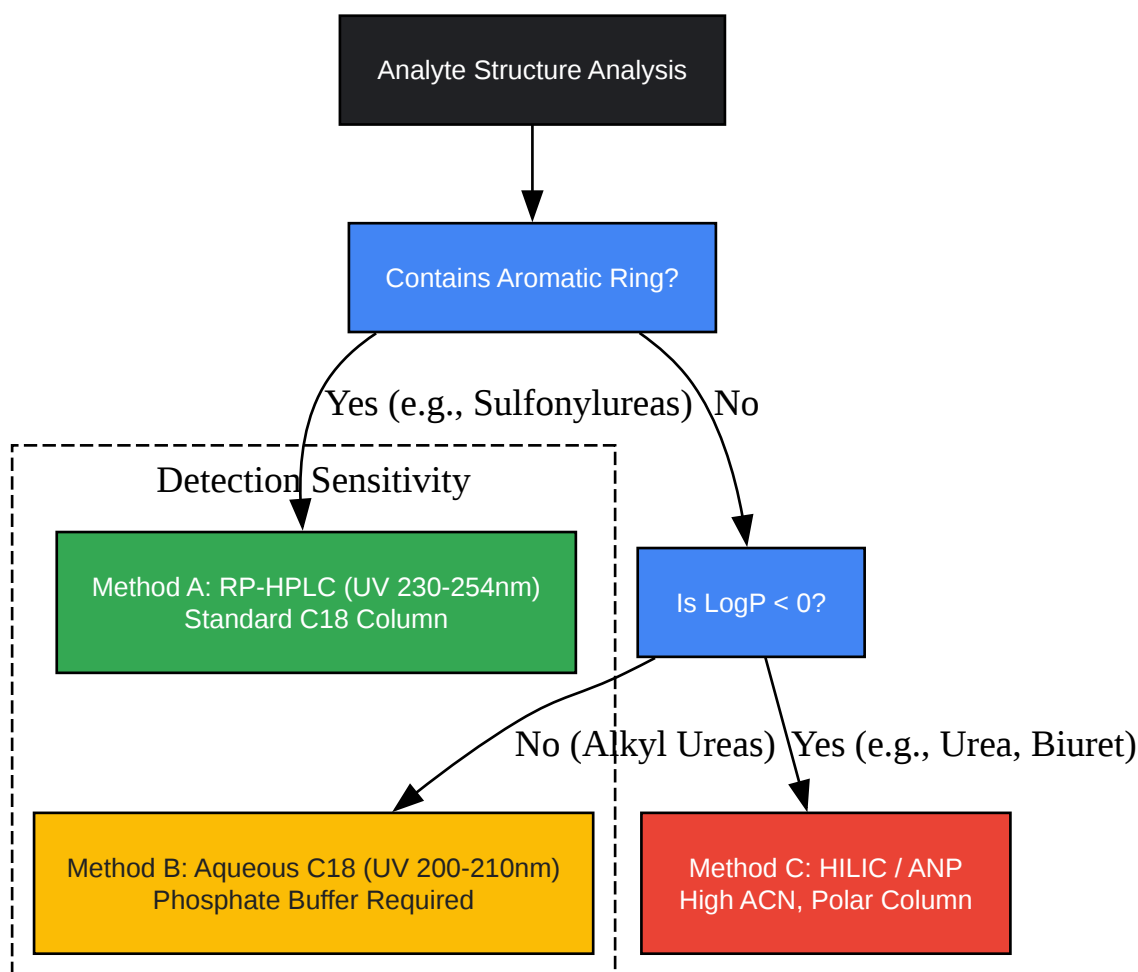 Analyte Structure Analysis
Contains Aromatic Ring?
Yes (e.g., Sulfonylureas)
No
Detection Sensitivity
Method A: RP-HPLC (UV 230-254nm)
Standard C18 Column
Is LogP < 0?
No (Alkyl Ureas)
Yes (e.g., Urea, Biuret)
Method B: Aqueous C18 (UV 200-210nm)
Phosphate Buffer Required
Method C: HILIC / ANP
High ACN, Polar Column